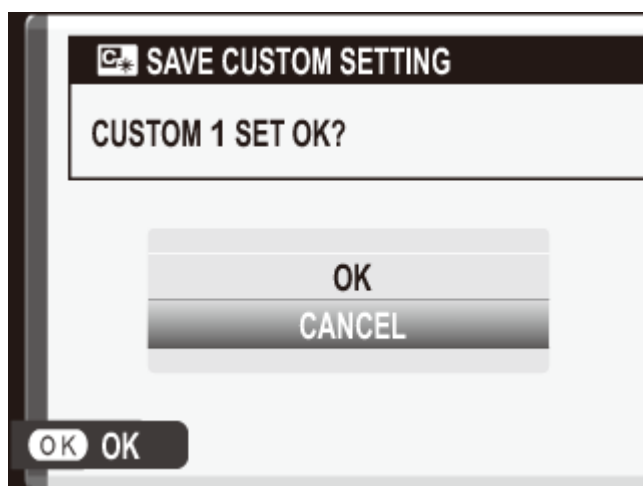 C* SAVE CUSTOM SETTING
CUSTOM 1 SET OK?
OK
CANCEL
OK OK